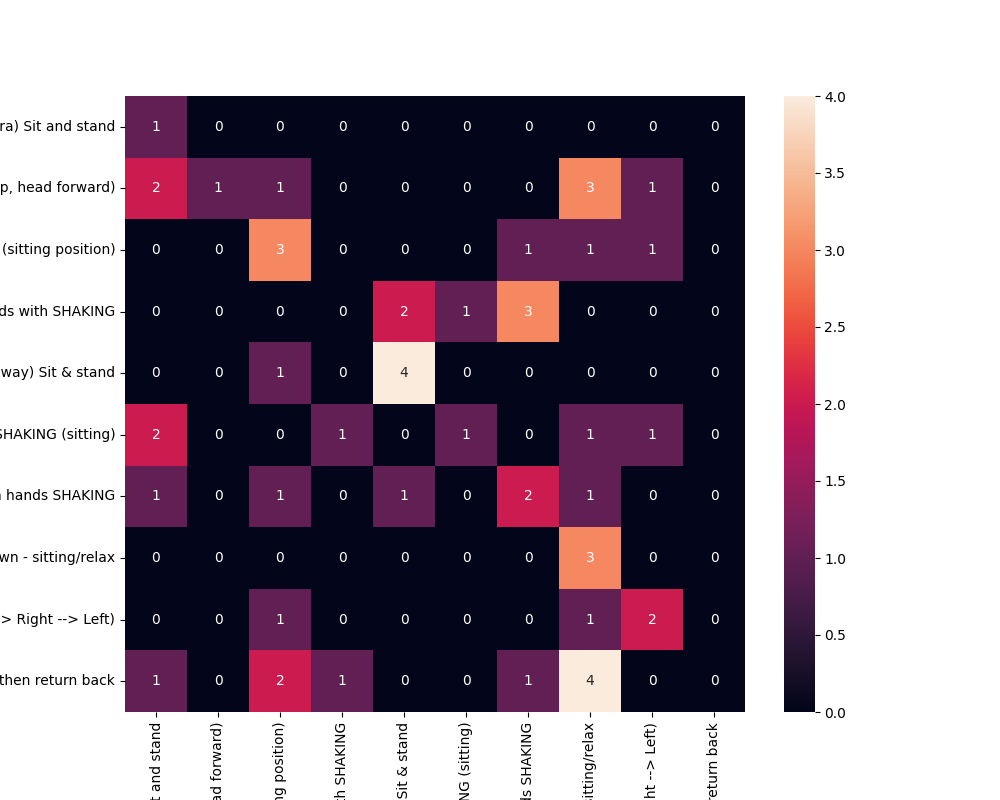 ra) Sit and stand
1 0 0 0 0 0 0 0 0 0
4.0
p, head forward)
2 1 1 0 0 0 0 3 1 0
3.5
(sitting position)
0 0 3 0 0 0 1 1 1 0
3.0
ds with SHAKING
0 0 0 0 2 1 3 0 0 0
2.5
way) Sit & stand
0 0 1 0 4 0 0 0 0 0
2.0
SHAKING (sitting)
2 0 0 1 0 1 0 1 1 0
1.5
hands SHAKING
1 0 1 0 1 0 2 1 0 0
1.0
wn - sitting/relax
0 0 0 0 0 0 0 3 0 0
0.5
> Right --> Left)
0 0 1 0 0 0 0 1 2 0
then return back
1 0 2 1 0 0 1 4 0 0
0.0
t and stand
ad forward)
ng position)
th SHAKING
Sit & stand
NG (sitting)
ds SHAKING
sitting/relax
ht --> Left)
return back